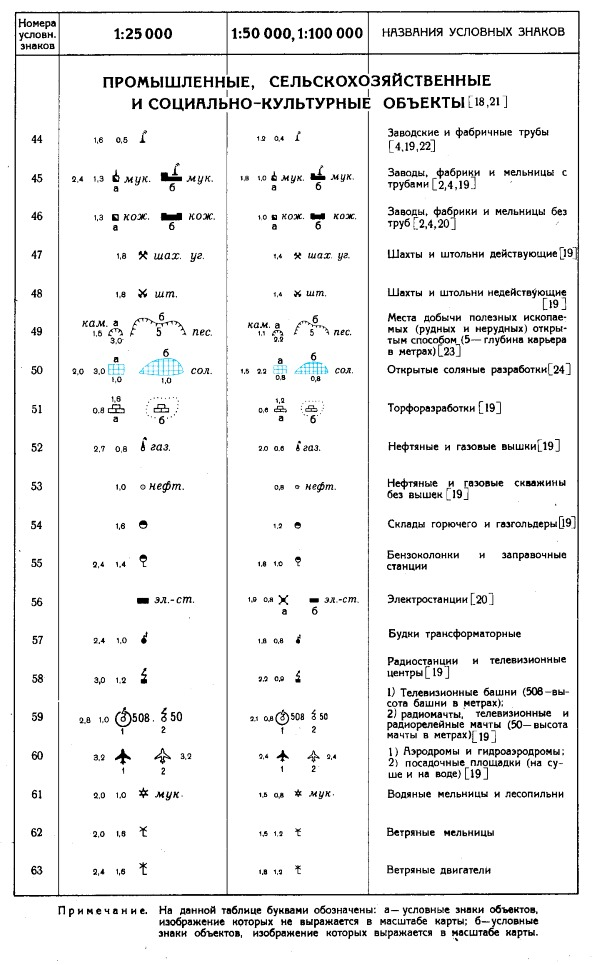 Номера
условн.
знаков
1:25 000
1:50 000, 1:100 000
НАЗВАНИЯ УСЛОВНЫХ ЗНАКОВ
ПРОМЫШЛЕННЫЕ, СЕЛЬСКОХОЗЯЙСТВЕННЫЕ
И СОЦИАЛЬНО-КУЛЬТУРНЫЕ ОБЪЕКТЫ [18,21]
44 1,6 0,5 1,2 0,4 Заводские и фабричные трубы
[4,19,22]
45 2,4 1,3 мук. мук. 1,8 1,0 мук. мук. Заводы, фабрики и мельницы с
а б а б трубами [2,4,19]
46 1,3 кож. кож. 1,0 кож. кож. Заводы, фабрики и мельницы без
а б а б труб [2,4,20]
47 1,8 шах. уг. 1,4 шах. уг. Шахты и штольни действующие [19]
48 1,8 шт. 1,4 шт. Шахты и штольни недействующие
[19]
49 кам. а б 1,5 3,0 5 пес. кам. а б 1,1 2,2 5 пес. Места добычи полезных ископае-
мых (рудных и нерудных) откры-
тым способом (5— глубина карьера
в метрах) [23]
50 2,0 3,0 а б 1,0 1,0 сол. 1,5 2,2 а б 0,8 0,8 сол. Открытые соляные разработки [24]
51 1,6 0,8 а б 1,2 0,6 а б Торфоразработки [19]
52 2,7 0,8 газ. 2,0 0,6 газ. Нефтяные и газовые вышки [19]
53 1,0 нефт. 0,8 нефт. Нефтяные и газовые скважины
без вышек [19]
54 1,6 1,2 Склады горючего и газгольдеры [19]
55 2,4 1,4 1,8 1,0 Бензоколонки и заправочные
станции
56 эл.-ст. 1,9 0,8 эл.-ст. Электростанции [20]
а б
57 2,4 1,0 1,8 0,8 Будки трансформаторные
58 3,0 1,2 2,2 0,9 Радиостанции и телевизионные
центры [19]
59 2,8 1,0 508 50 2,1 0,8 508 50 1) Телевизионные башни (508—вы-
1 2 1 2 сота башни в метрах);
2) радиомачты, телевизионные и
радиорелейные мачты (50— высота
мачты в метрах) [19]
60 3,2 3,2 2,4 2,4 1) Аэродромы и гидроаэродромы;
1 2 1 2 2) посадочные площадки (на су-
ше и на воде) [19]
61 2,0 1,0 мук. 1,5 0,8 мук. Водяные мельницы и лесопильни
62 2,0 1,6 1,5 1,2 Ветряные мельницы
63 2,4 1,6 1,8 1,2 Ветряные двигатели
Примечание. На данной таблице буквами обозначены: а— условные знаки объектов,
изображение которых не выражается в масштабе карты; б—условные
знаки объектов, изображение которых выражается в масштабе карты.